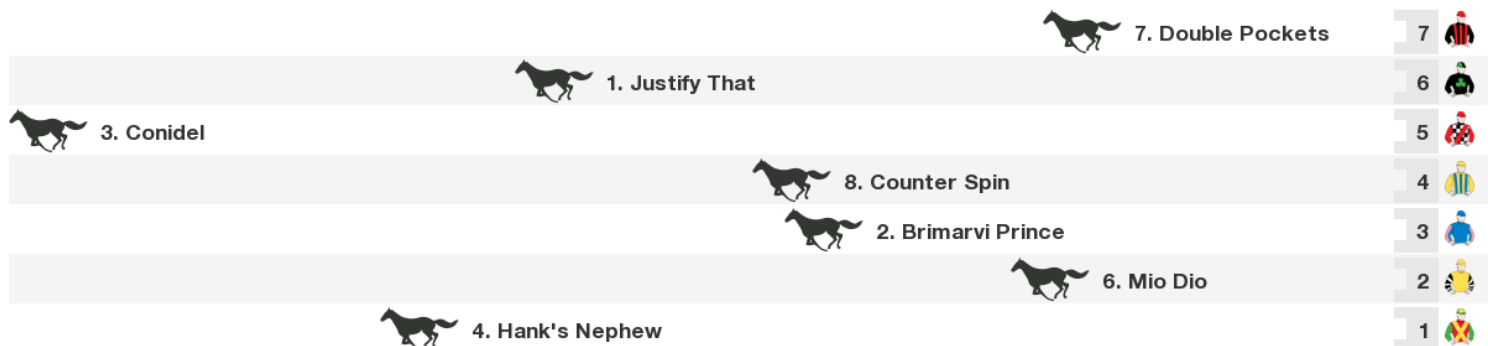 7. Double Pockets 7
1. Justify That 6
3. Conidel 5
8. Counter Spin 4
2. Brimarvi Prince 3
6. Mio Dio 2
4. Hank's Nephew 1